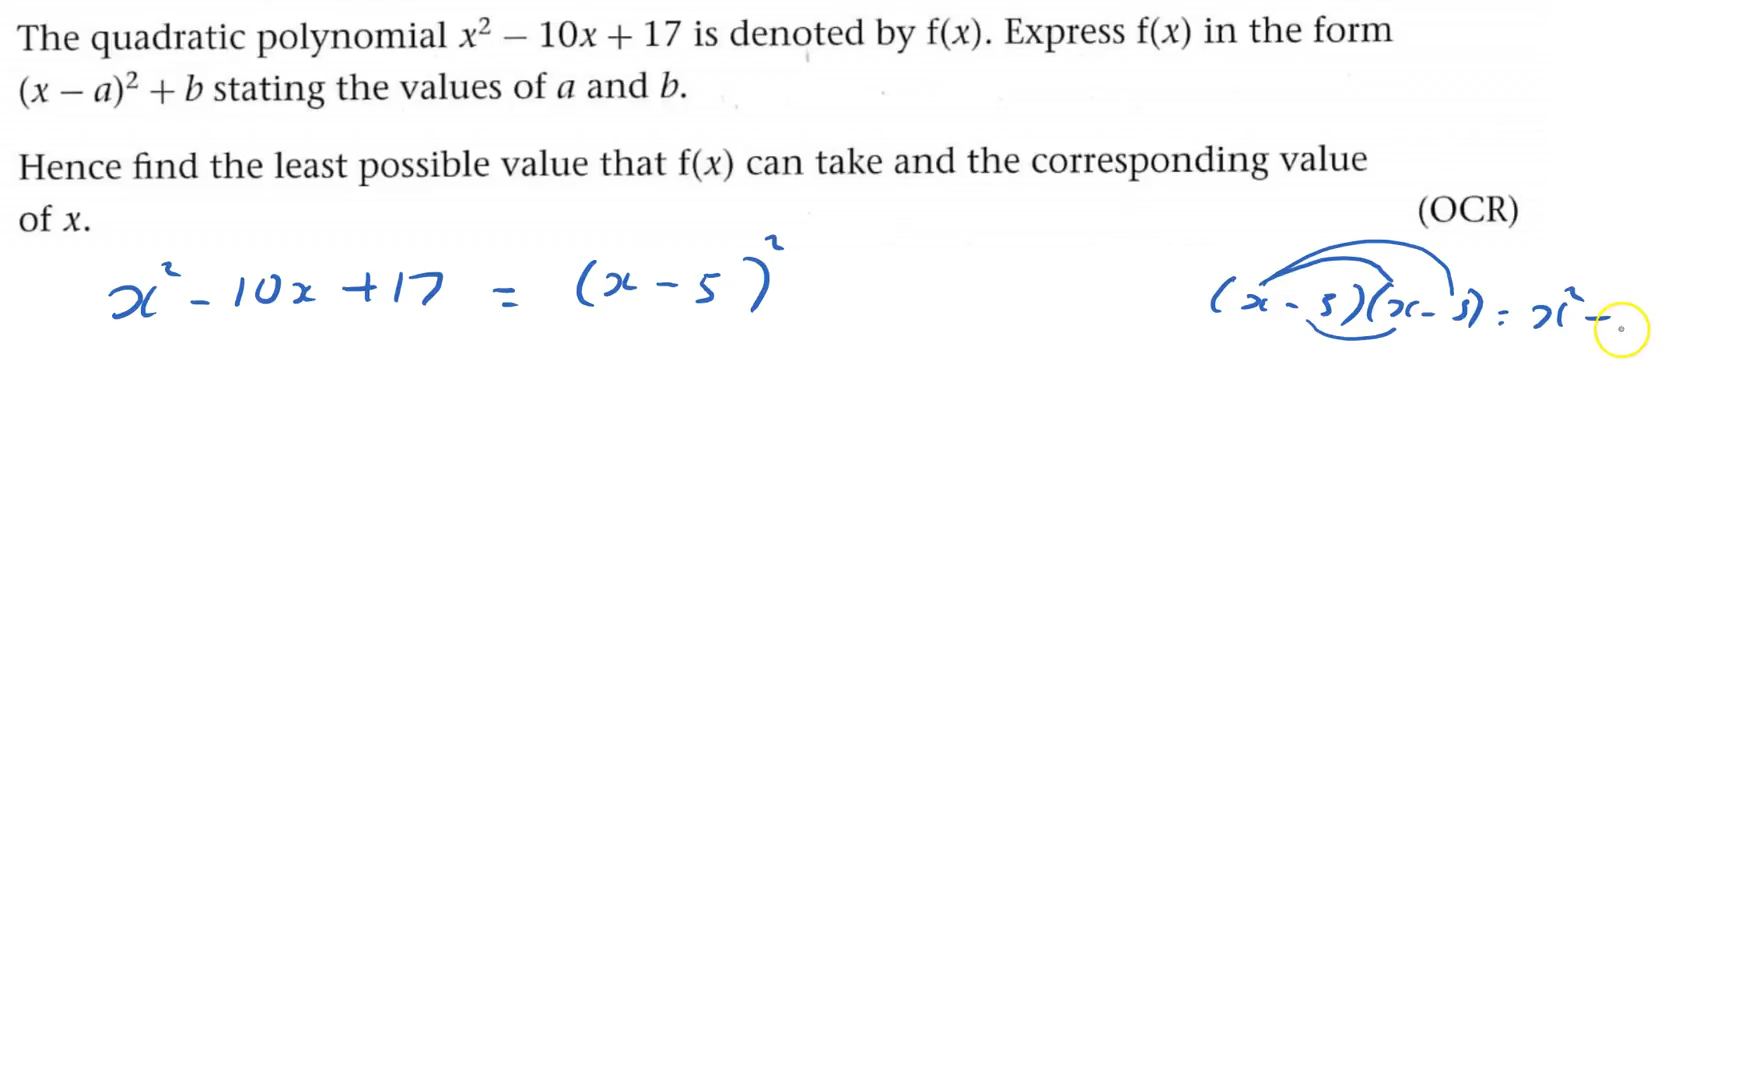 The quadratic polynomial x² − 10x + 17 is denoted by f(x). Express f(x) in the form
(x − a)² + b stating the values of a and b.
Hence find the least possible value that f(x) can take and the corresponding value
of x.
(OCR)
x² - 10x + 17 = (x - 5)²
(x - 5)(x - 5) = x² -